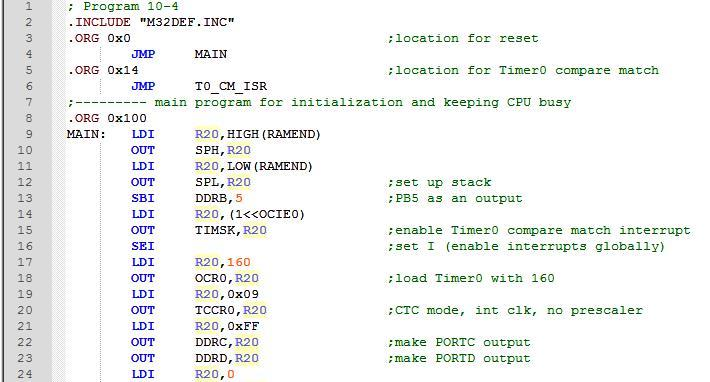 1 ; Program 10-4
2 .INCLUDE "M32DEF.INC"
3 .ORG 0x0 ;location for reset
4 JMP MAIN
5 .ORG 0x14 ;location for Timer0 compare match
6 JMP T0_CM_ISR
7 ;--------- main program for initialization and keeping CPU busy
8 .ORG 0x100
9 MAIN: LDI R20,HIGH(RAMEND)
10 OUT SPH,R20
11 LDI R20,LOW(RAMEND)
12 OUT SPL,R20 ;set up stack
13 SBI DDRB,5 ;PB5 as an output
14 LDI R20,(1<<OCIE0)
15 OUT TIMSK,R20 ;enable Timer0 compare match interrupt
16 SEI ;set I (enable interrupts globally)
17 LDI R20,160
18 OUT OCR0,R20 ;load Timer0 with 160
19 LDI R20,0x09
20 OUT TCCR0,R20 ;CTC mode, int clk, no prescaler
21 LDI R20,0xFF
22 OUT DDRC,R20 ;make PORTC output
23 OUT DDRD,R20 ;make PORTD output
24 LDI R20,0